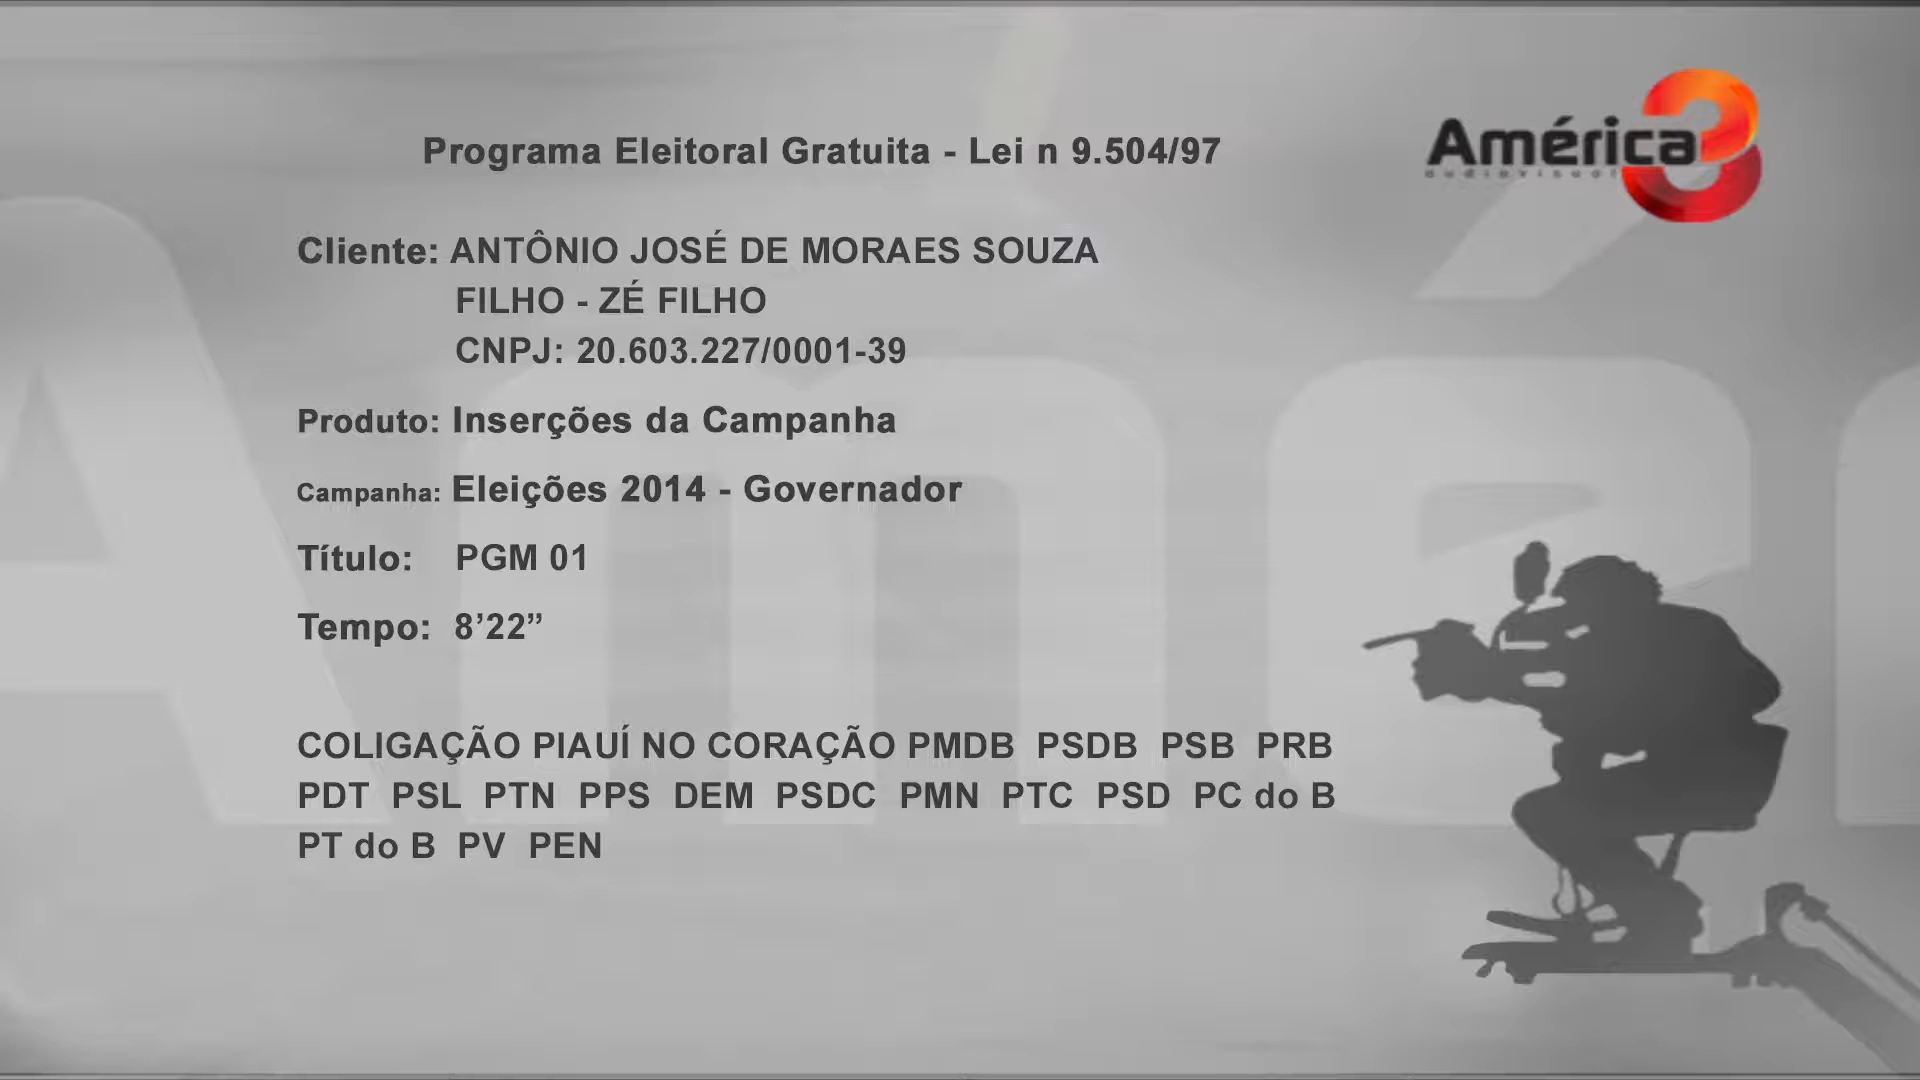 Programa Eleitoral Gratuita - Lei n 9.504/97
América3
audiovisual
Cliente: ANTÔNIO JOSÉ DE MORAES SOUZA
FILHO - ZÉ FILHO
CNPJ: 20.603.227/0001-39
Produto: Inserções da Campanha
Campanha: Eleições 2014 - Governador
Título: PGM 01
Tempo: 8’22”
COLIGAÇÃO PIAUÍ NO CORAÇÃO PMDB PSDB PSB PRB
PDT PSL PTN PPS DEM PSDC PMN PTC PSD PC do B
PT do B PV PEN